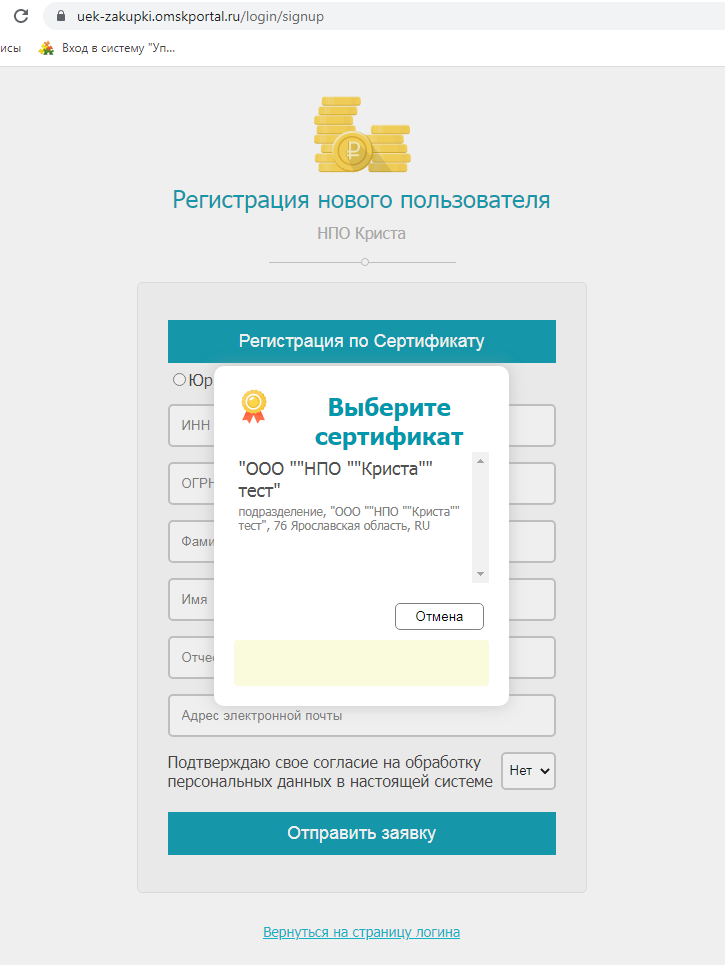 uek-zakupki.omskportal.ru/login/signup
исы Вход в систему "Уп...
Регистрация нового пользователя
НПО Криста
Регистрация по Сертификату
Юр
Выберите
сертификат
ИНН
"ООО ""НПО ""Криста""
тест"
ОГРН
подразделение, "ООО ""НПО ""Криста""
тест", 76 Ярославская область, RU
Фами
Имя
Отмена
Отчес
Адрес электронной почты
Подтверждаю свое согласие на обработку
персональных данных в настоящей системе
Нет
Отправить заявку
Вернуться на страницу логина